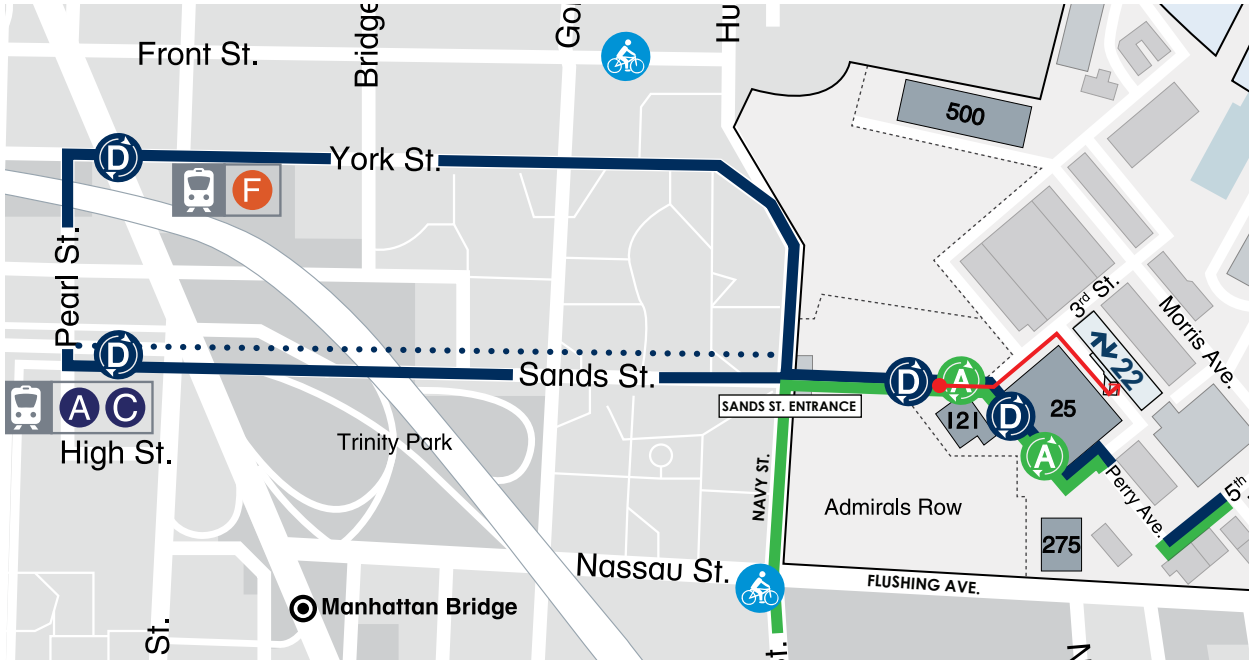 Front St.
Bridge
Go
Hu
500
D
York St.
F
Pearl St.
3rd St.
Morris Ave.
D
Sands St.
D
A
22
SANDS ST. ENTRANCE
121
D
25
A C
High St.
Trinity Park
A
NAVY ST.
Admirals Row
Perry Ave.
5th
275
Nassau St.
FLUSHING AVE.
Manhattan Bridge
St.
st.
N